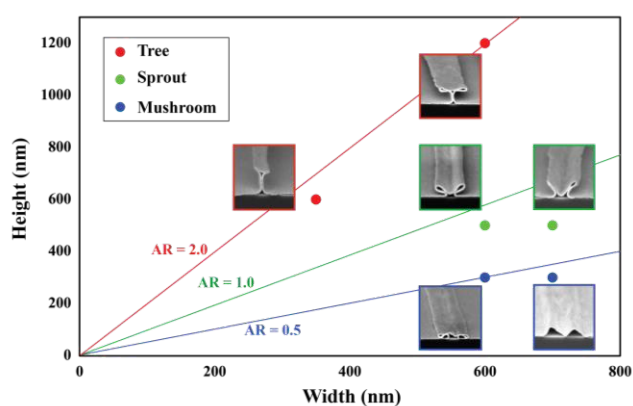 1200
1000
800
600
400
200
0
Height (nm)
Tree
Sprout
Mushroom
AR = 2.0
AR = 1.0
AR = 0.5
0
200
400
600
800
Width (nm)